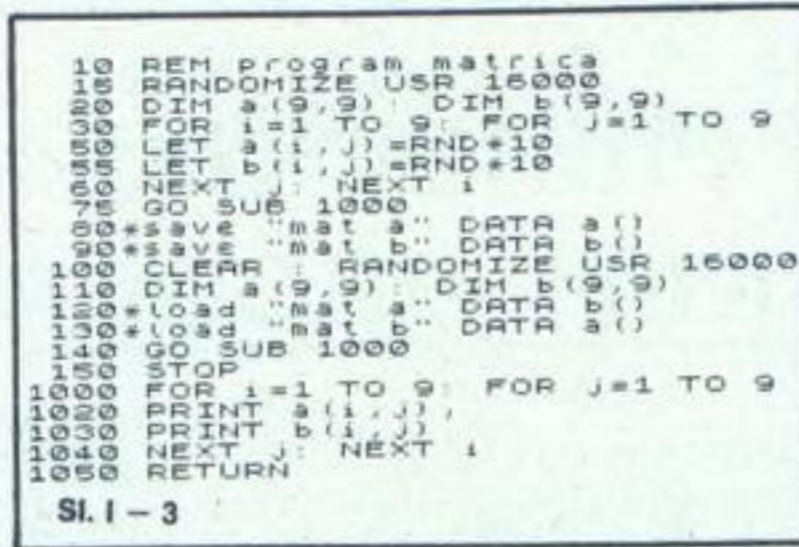 10 REM program matrica
15 RANDOMIZE USR 16000
20 DIM a(9,9): DIM b(9,9)
30 FOR i=1 TO 9: FOR j=1 TO 9
50 LET a(i,j)=RND*10
55 LET b(i,j)=RND*10
60 NEXT j: NEXT i
75 GO SUB 1000
80*save "mat a" DATA a()
90*save "mat b" DATA b()
100 CLEAR : RANDOMIZE USR 16000
110 DIM a(9,9): DIM b(9,9)
120*load "mat a" DATA b()
130*load "mat b" DATA a()
140 GO SUB 1000
150 STOP
1000 FOR i=1 TO 9: FOR j=1 TO 9
1020 PRINT a(i,j),
1030 PRINT b(i,j)
1040 NEXT j: NEXT i
1050 RETURN
Sl. I – 3